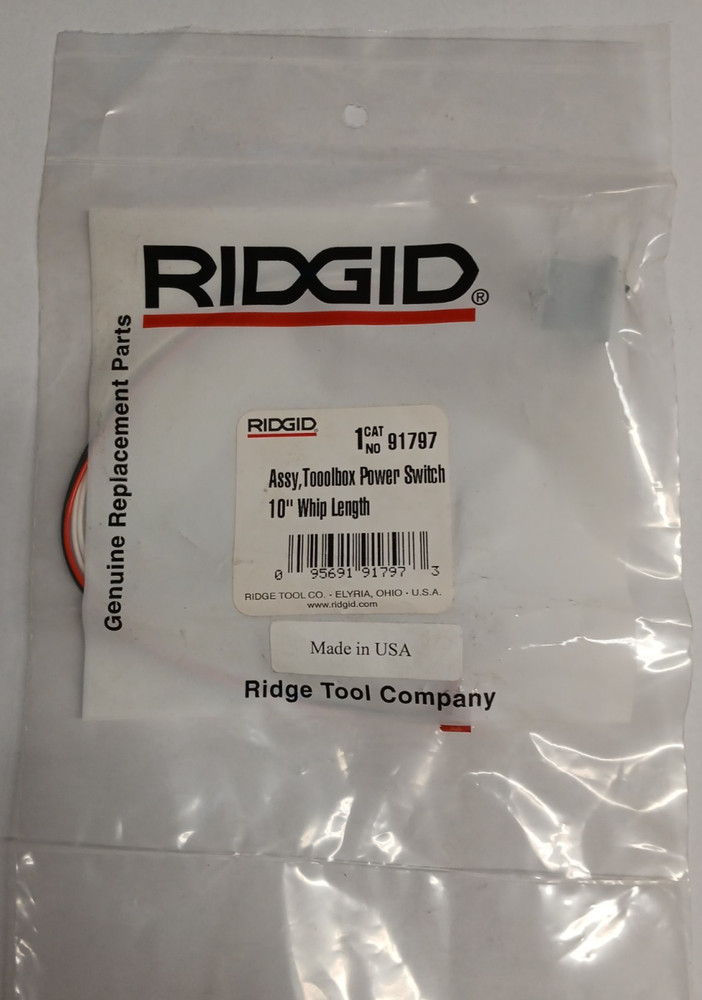 RIDGID®
Genuine Replacement Parts
RIDGID
1 CAT NO 91797
Assy,Tooolbox Power Switch
10" Whip Length
0 95691 91797 3
RIDGE TOOL CO. · ELYRIA, OHIO · U.S.A.
www.ridgid.com
Made in USA
Ridge Tool Company